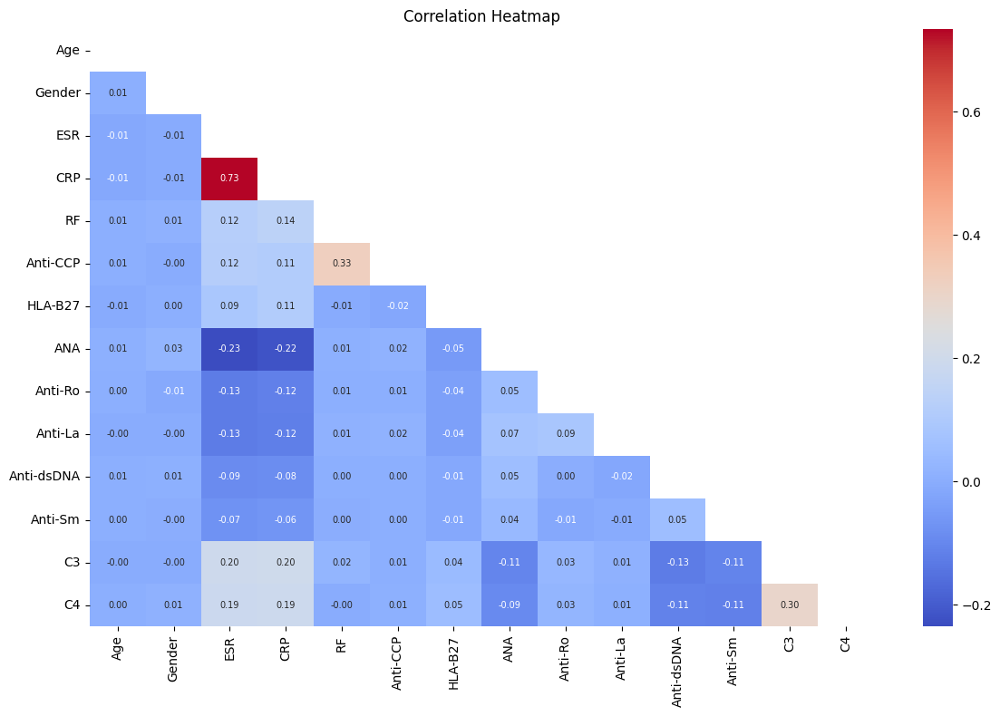 Correlation Heatmap
Age
Gender 0.01
ESR -0.01 -0.01
CRP -0.01 -0.01 0.73
RF 0.01 0.01 0.12 0.14
Anti-CCP 0.01 -0.00 0.12 0.11 0.33
HLA-B27 -0.01 0.00 0.09 0.11 -0.01 -0.02
ANA 0.01 0.03 -0.23 -0.22 0.01 0.02 -0.05
Anti-Ro 0.00 -0.01 -0.13 -0.12 0.01 0.01 -0.04 0.05
Anti-La -0.00 -0.00 -0.13 -0.12 0.01 0.02 -0.04 0.07 0.09
Anti-dsDNA 0.01 0.01 -0.09 -0.08 0.00 0.00 -0.01 0.05 0.00 -0.02
Anti-Sm 0.00 -0.00 -0.07 -0.06 0.00 0.00 -0.01 0.04 -0.01 -0.01 0.05
C3 -0.00 -0.00 0.20 0.20 0.02 0.01 0.04 -0.11 0.03 0.01 -0.13 -0.11
C4 0.00 0.01 0.19 0.19 -0.00 0.01 0.05 -0.09 0.03 0.01 -0.11 -0.11 0.30
Age Gender ESR CRP RF Anti-CCP HLA-B27 ANA Anti-Ro Anti-La Anti-dsDNA Anti-Sm C3 C4
0.6
0.4
0.2
0.0
−0.2